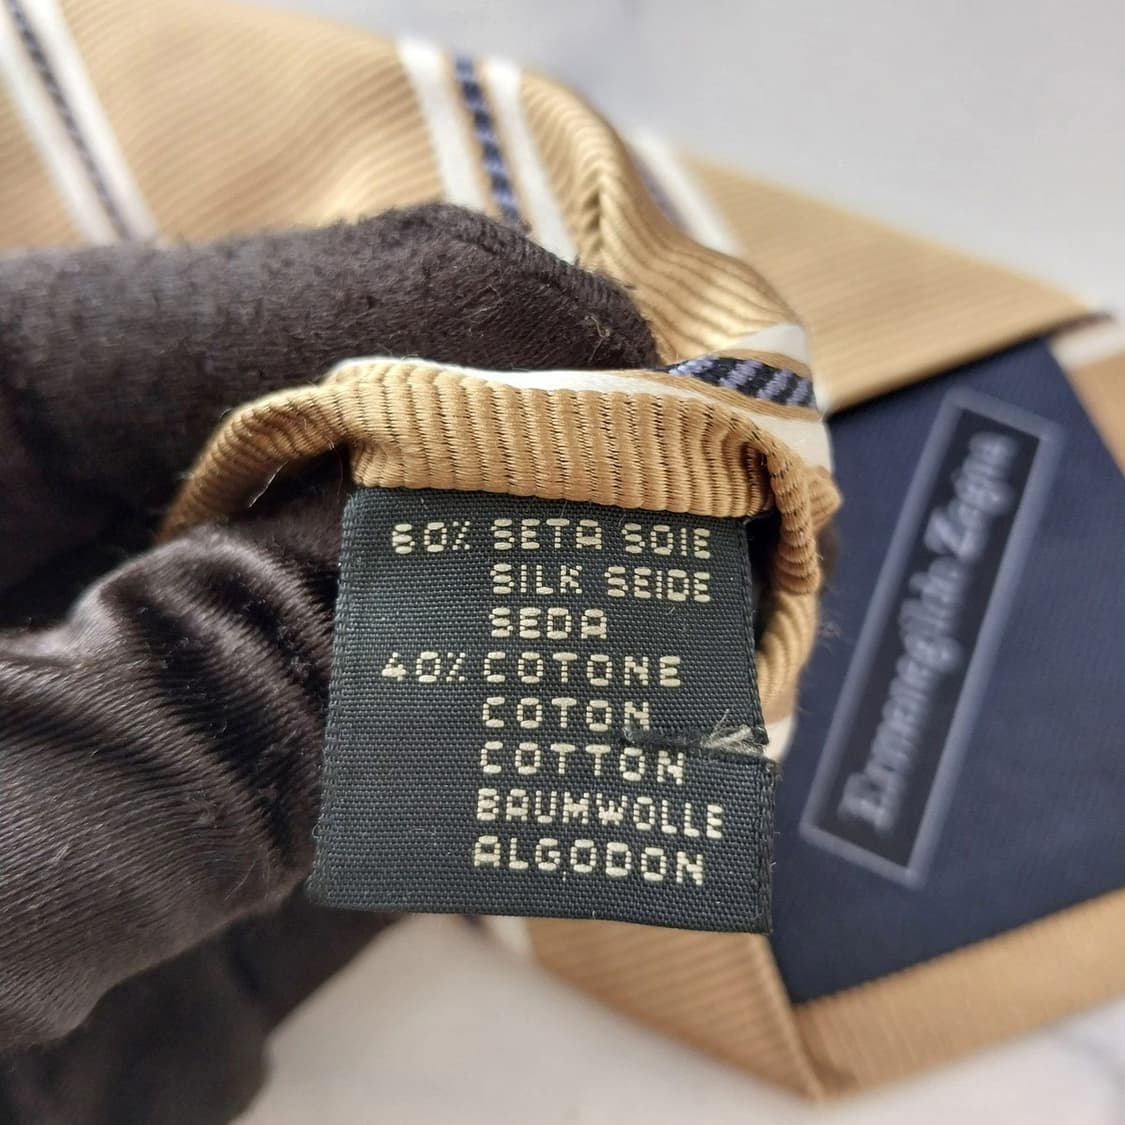 60% SETA SOIE
SILK SEIDE
SEDA
40% COTONE
COTON
COTTON
BAUMWOLLE
ALGODON
Ermenegildo Zegna